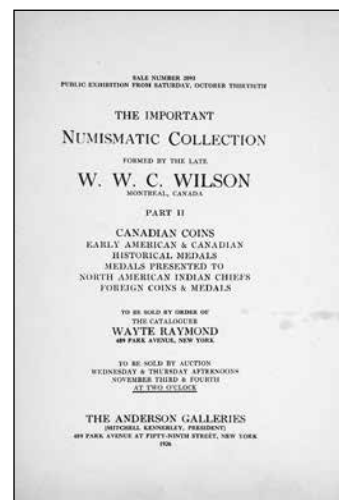 SALE NUMBER 2093
PUBLIC EXHIBITION FROM SATURDAY, OCTOBER THIRTIETH
THE IMPORTANT
NUMISMATIC COLLECTION
FORMED BY THE LATE
W. W. C. WILSON
MONTREAL, CANADA
PART II
CANADIAN COINS
EARLY AMERICAN & CANADIAN
HISTORICAL MEDALS
MEDALS PRESENTED TO
NORTH AMERICAN INDIAN CHIEFS
FOREIGN COINS & MEDALS
TO BE SOLD BY ORDER OF
THE CATALOGUER
WAYTE RAYMOND
489 PARK AVENUE, NEW YORK
TO BE SOLD BY AUCTION
WEDNESDAY & THURSDAY AFTERNOONS
NOVEMBER THIRD & FOURTH
AT TWO O'CLOCK
THE ANDERSON GALLERIES
[MITCHELL KENNERLEY, PRESIDENT]
489 PARK AVENUE AT FIFTY-NINTH STREET, NEW YORK
1926